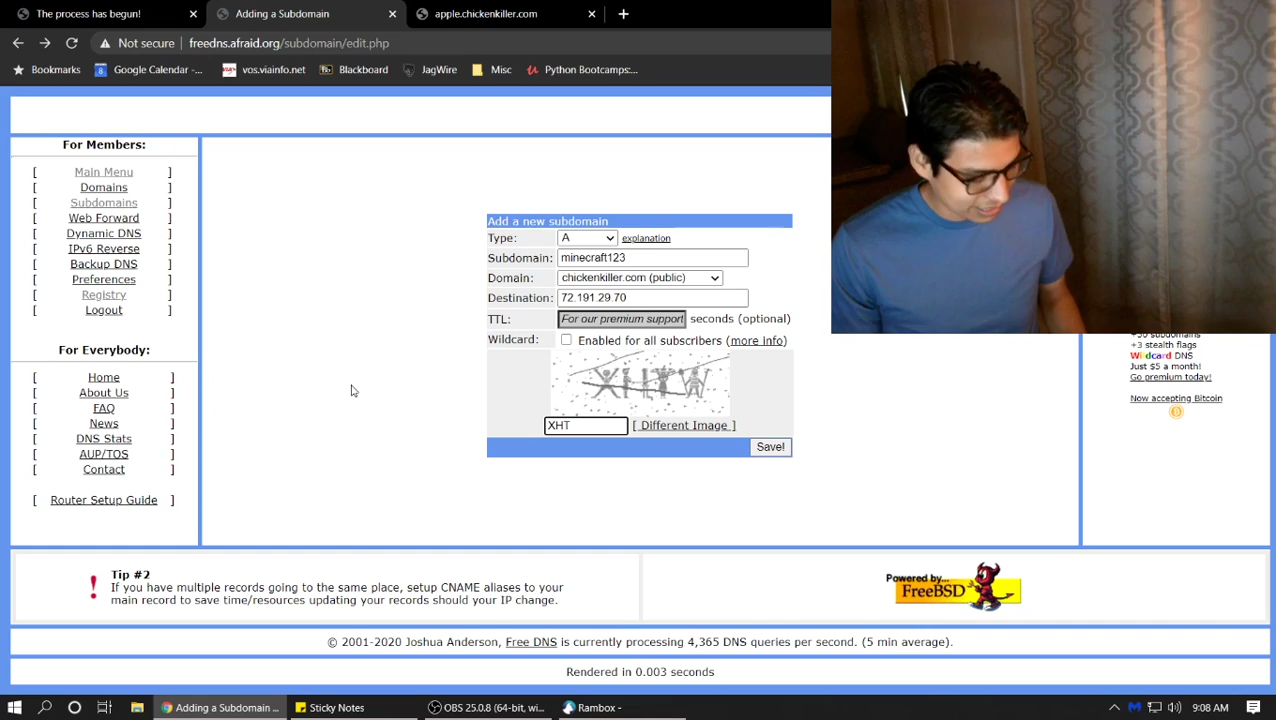 The process has begun!
Adding a Subdomain
apple.chickenkiller.com
Not secure
freedns.afraid.org/subdomain/edit.php
Bookmarks
Google Calendar - ...
vos.viainfo.net
Blackboard
JagWire
Misc
Python Bootcamps:...
For Members:
[ Main Menu ]
[ Domains ]
[ Subdomains ]
[ Web Forward ]
[ Dynamic DNS ]
[ IPv6 Reverse ]
[ Backup DNS ]
[ Preferences ]
[ Registry ]
[ Logout ]
For Everybody:
[ Home ]
[ About Us ]
[ FAQ ]
[ News ]
[ DNS Stats ]
[ AUP/TOS ]
[ Contact ]
[ Router Setup Guide ]
Add a new subdomain
Type: A explanation
Subdomain: minecraft123
Domain: chickenkiller.com (public)
Destination: 72.191.29.70
TTL: For our premium support seconds (optional)
Wildcard: Enabled for all subscribers (more info)
XHTW
XHT [ Different Image ]
Save!
+50 subdomains
+3 stealth flags
Wildcard DNS
Just $5 a month!
Go premium today!
Now accepting Bitcoin
Tip #2
If you have multiple records going to the same place, setup CNAME aliases to your
main record to save time/resources updating your records should your IP change.
Powered by...
FreeBSD
© 2001-2020 Joshua Anderson, Free DNS is currently processing 4,365 DNS queries per second. (5 min average).
Rendered in 0.003 seconds
Adding a Subdomain ...
Sticky Notes
OBS 25.0.8 (64-bit, wi...
Rambox -
9:08 AM